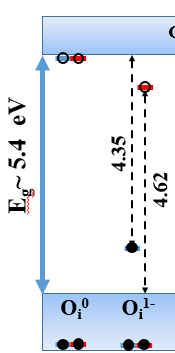 E_g ~ 5.4 eV
4.35
4.62
O_i^0 O_i^1-